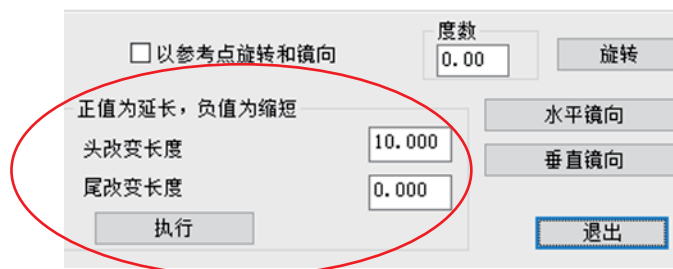 度数
以参考点旋转和镜向
0.00
旋转
正值为延长，负值为缩短
水平镜向
头改变长度
10.000
垂直镜向
尾改变长度
0.000
执行
退出